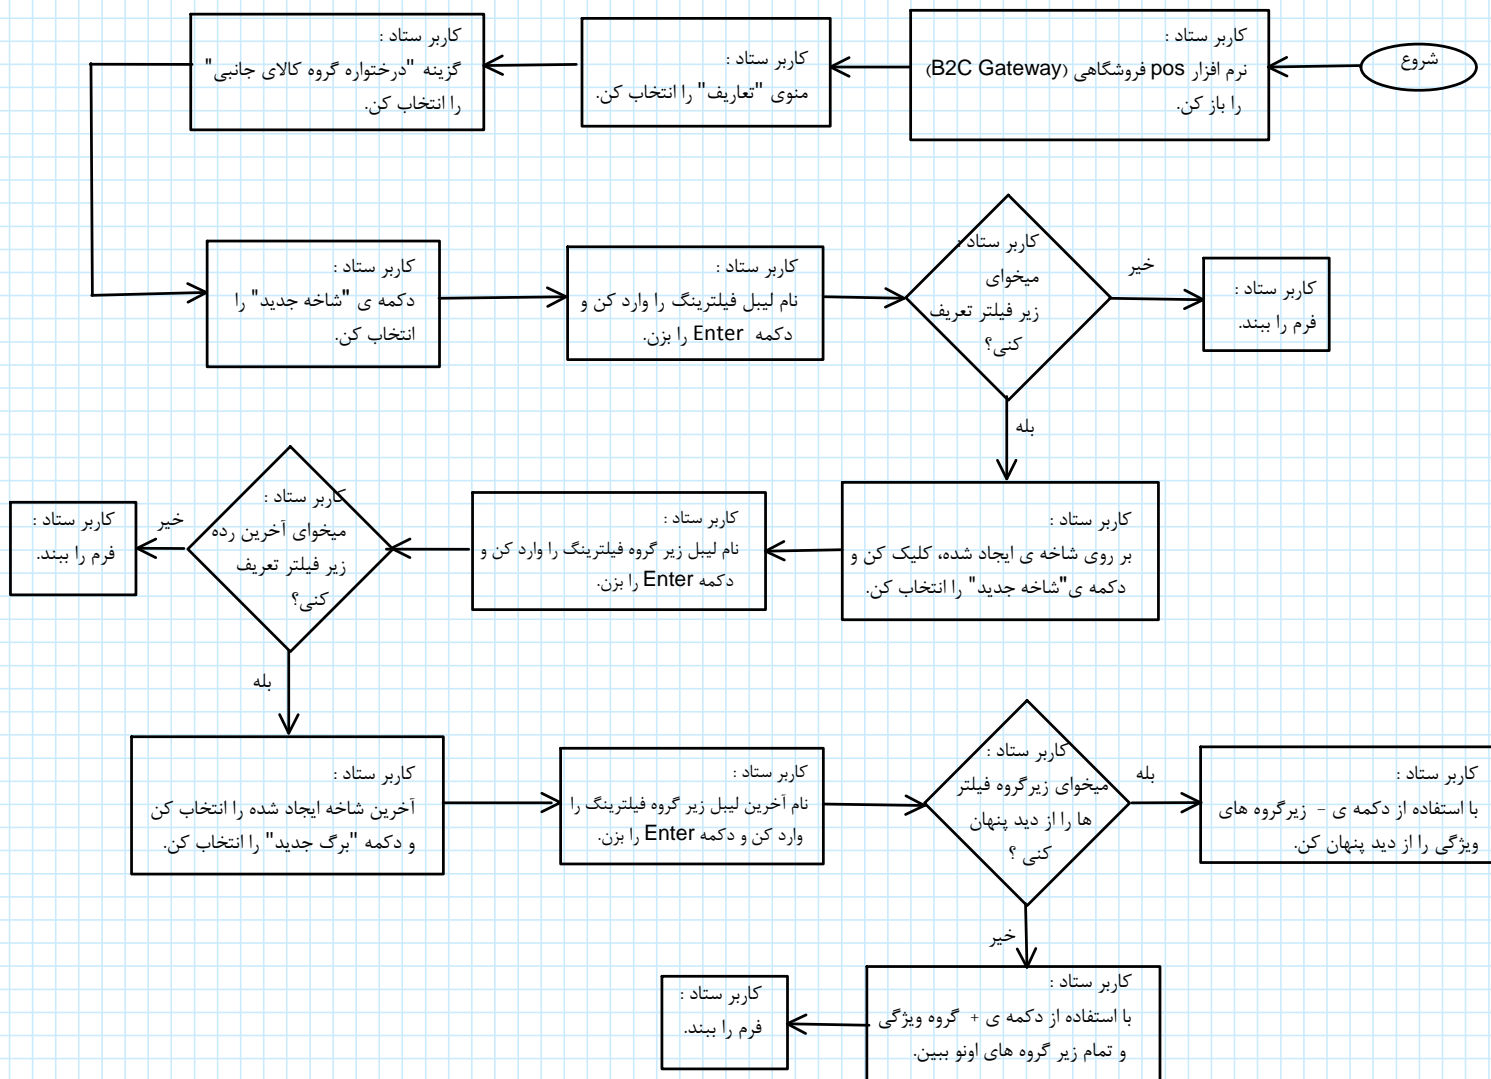 شروع
کاربر ستاد :
نرم افزار pos فروشگاهی (B2C Gateway)
را باز کن.
کاربر ستاد :
منوی "تعاریف" را انتخاب کن.
کاربر ستاد :
گزینه "درختواره گروه کالای جانبی"
را انتخاب کن.
کاربر ستاد :
دکمه ی "شاخه جدید" را
انتخاب کن.
کاربر ستاد :
نام لیبل فیلترینگ را وارد کن و
دکمه Enter را بزن.
کاربر ستاد :
میخوای
زیر فیلتر تعریف
کنی؟
خیر
کاربر ستاد :
فرم را ببند.
بله
کاربر ستاد :
بر روی شاخه ی ایجاد شده، کلیک کن و
دکمه ی"شاخه جدید" را انتخاب کن.
کاربر ستاد :
نام لیبل زیر گروه فیلترینگ را وارد کن و
دکمه Enter را بزن.
کاربر ستاد :
میخوای آخرین رده
زیر فیلتر تعریف
کنی؟
خیر
کاربر ستاد :
فرم را ببند.
بله
کاربر ستاد :
آخرین شاخه ایجاد شده را انتخاب کن
و دکمه "برگ جدید" را انتخاب کن.
کاربر ستاد :
نام آخرین لیبل زیر گروه فیلترینگ را
وارد کن و دکمه Enter را بزن.
کاربر ستاد :
میخوای زیرگروه فیلتر
ها را از دید پنهان
کنی ؟
بله
کاربر ستاد :
با استفاده از دکمه ی - زیرگروه های
ویژگی را از دید پنهان کن.
خیر
کاربر ستاد :
با استفاده از دکمه ی + گروه ویژگی
و تمام زیر گروه های اونو ببین.
کاربر ستاد :
فرم را ببند.